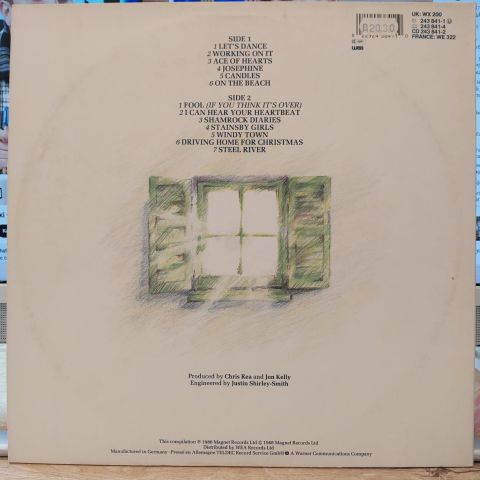 UK: WX 200
243 841-1
243 841-4
CD 243 841-2
FRANCE: WE 322
R20.00
wea
SIDE 1
1 LET'S DANCE
2 WORKING ON IT
3 ACE OF HEARTS
4 JOSEPHINE
5 CANDLES
6 ON THE BEACH
SIDE 2
1 FOOL (IF YOU THINK IT'S OVER)
2 I CAN HEAR YOUR HEARTBEAT
3 SHAMROCK DIARIES
4 STAINSBY GIRLS
5 WINDY TOWN
6 DRIVING HOME FOR CHRISTMAS
7 STEEL RIVER
Produced by Chris Rea and Jon Kelly
Engineered by Justin Shirley-Smith
This compilation ℗ 1988 Magnet Records Ltd © 1988 Magnet Records Ltd
Distributed by WEA Records Ltd
Manufactured in Germany · Pressé en Allemagne TELDEC Record Service GmbH A Warner Communications Company